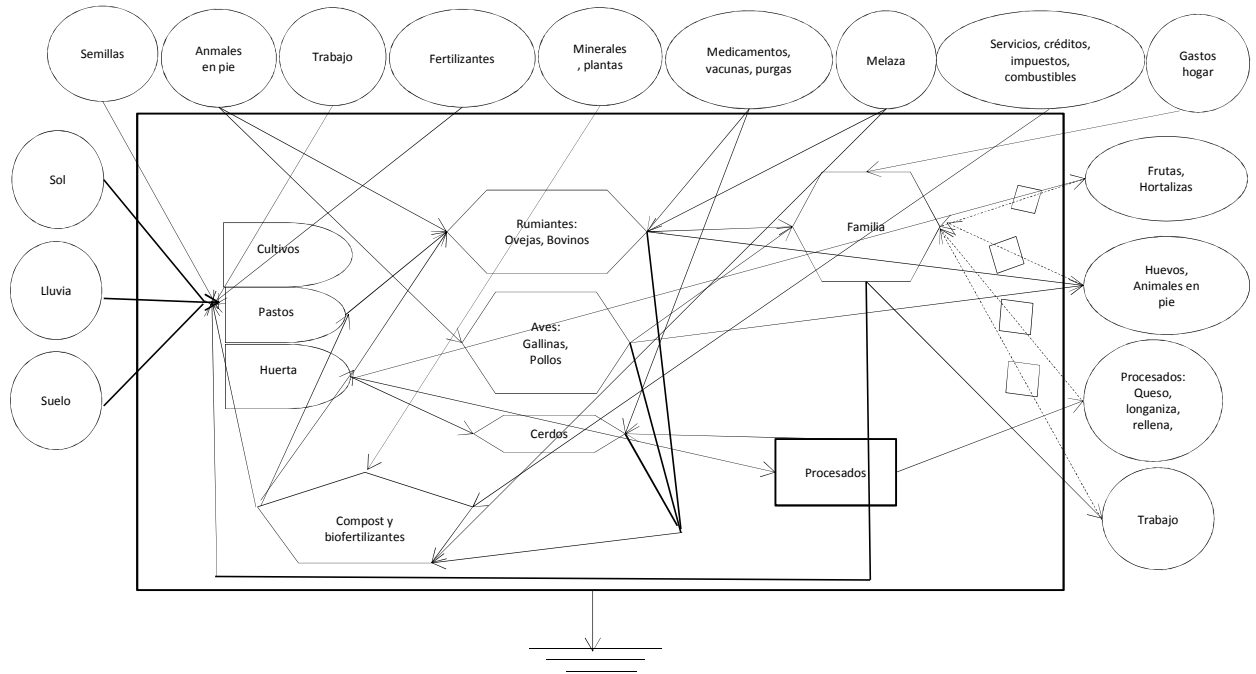 Semillas
Anmales
en pie
Trabajo
Fertilizantes
Minerales
, plantas
Medicamentos,
vacunas, purgas
Melaza
Servicios, créditos,
impuestos,
combustibles
Gastos
hogar
Sol
Lluvia
Suelo
Cultivos
Pastos
Huerta
Rumiantes:
Ovejas, Bovinos
Aves:
Gallinas,
Pollos
Cerdos
Compost y
biofertilizantes
Familia
Procesados
Frutas,
Hortalizas
Huevos,
Animales en
pie
Procesados:
Queso,
longaniza,
rellena,
Trabajo